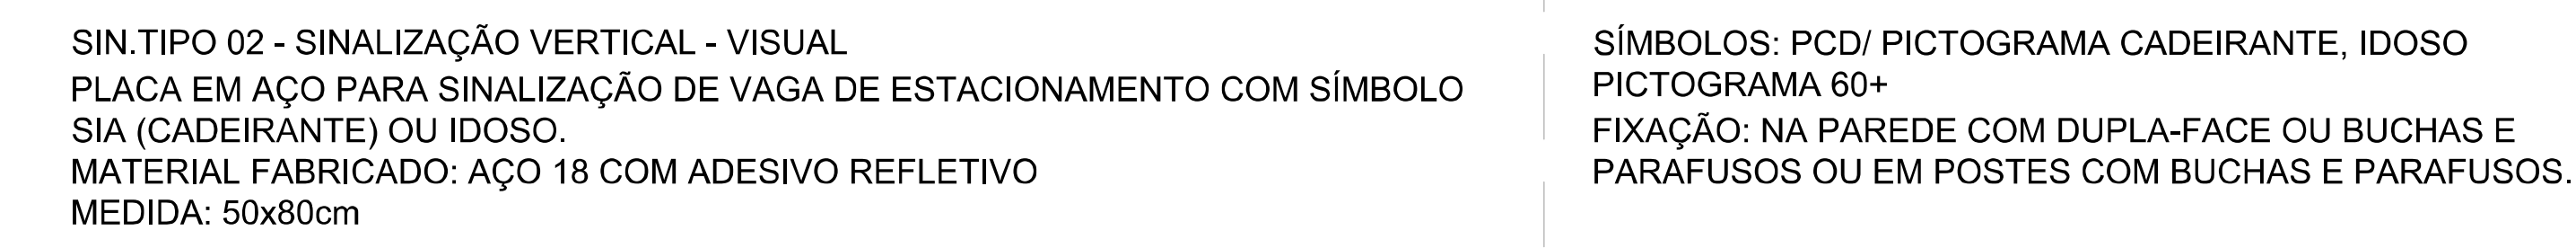 SIN.TIPO 02 - SINALIZAÇÃO VERTICAL - VISUAL
PLACA EM AÇO PARA SINALIZAÇÃO DE VAGA DE ESTACIONAMENTO COM SÍMBOLO
SIA (CADEIRANTE) OU IDOSO.
MATERIAL FABRICADO: AÇO 18 COM ADESIVO REFLETIVO
MEDIDA: 50x80cm
SÍMBOLOS: PCD/ PICTOGRAMA CADEIRANTE, IDOSO
PICTOGRAMA 60+
FIXAÇÃO: NA PAREDE COM DUPLA-FACE OU BUCHAS E
PARAFUSOS OU EM POSTES COM BUCHAS E PARAFUSOS.